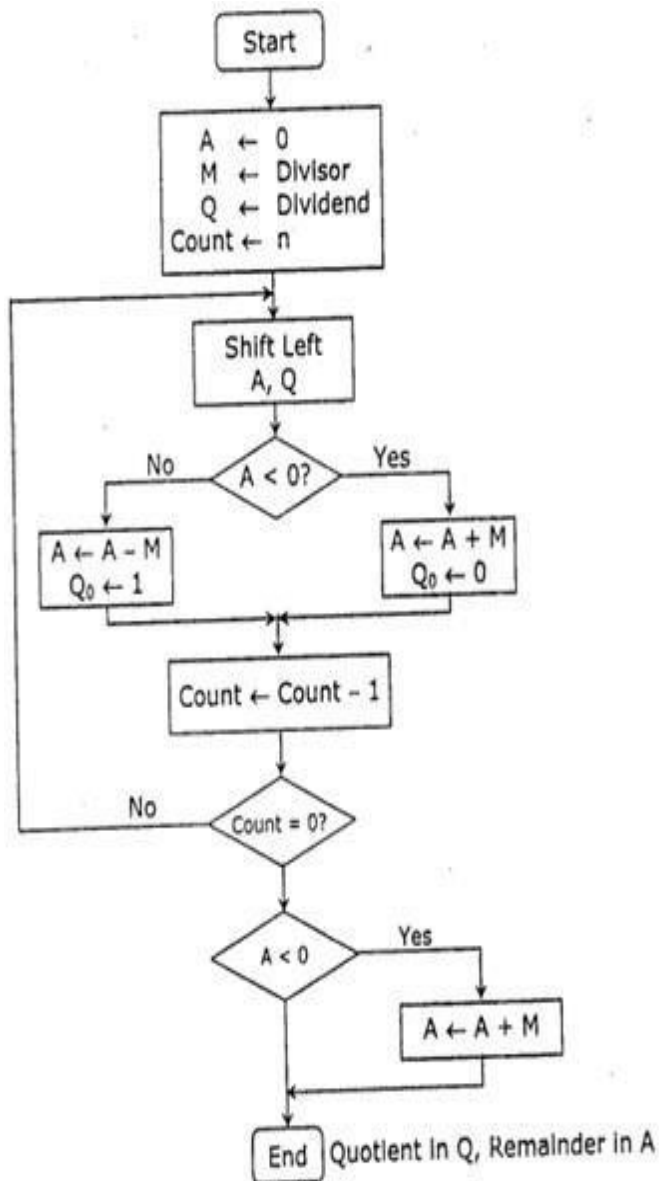 Start
A ← 0
M ← Divisor
Q ← Dividend
Count ← n
Shift Left
A, Q
No
A < 0?
Yes
A ← A – M
Q₀ ← 1
A ← A + M
Q₀ ← 0
Count ← Count – 1
No
Count = 0?
A < 0
Yes
A ← A + M
End
Quotient in Q, Remainder in A